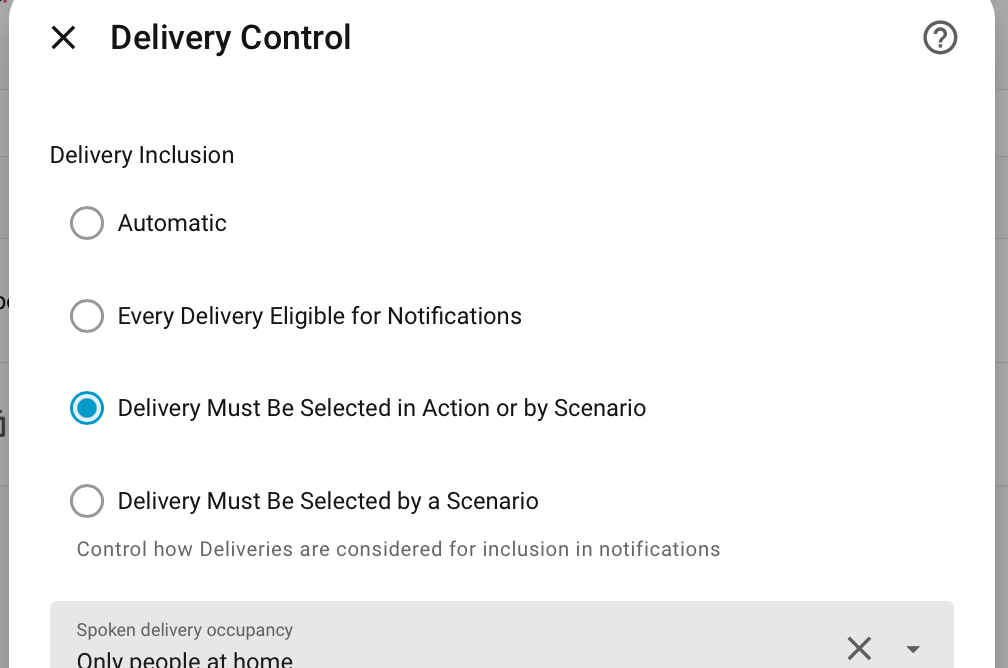 Delivery Control
Delivery Inclusion
Automatic
Every Delivery Eligible for Notifications
Delivery Must Be Selected in Action or by Scenario
Delivery Must Be Selected by a Scenario
Control how Deliveries are considered for inclusion in notifications
Spoken delivery occupancy
Only people at home